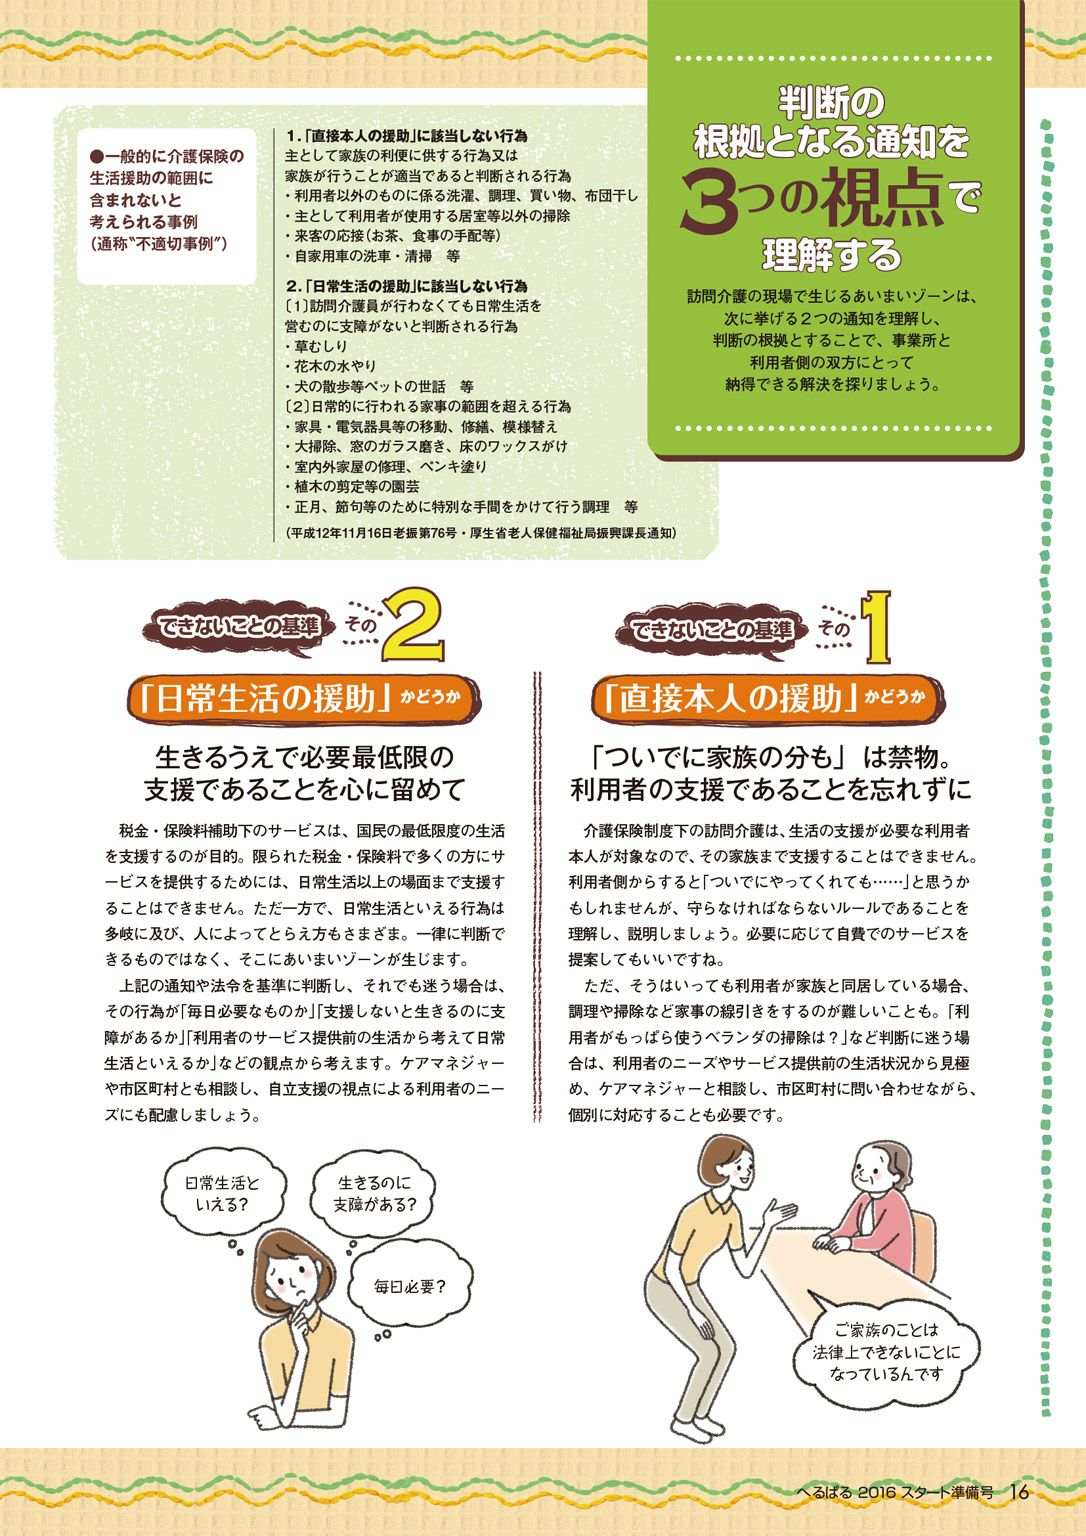 判断の
根拠となる通知を
3つの視点で
理解する
訪問介護の現場で生じるあいまいゾーンは、
次に挙げる2つの通知を理解し、
判断の根拠とすることで、事業所と
利用者側の双方にとって
納得できる解決を探りましょう。
●一般的に介護保険の
生活援助の範囲に
含まれないと
考えられる事例
（通称“不適切事例”）
1．「直接本人の援助」に該当しない行為
主として家族の利便に供する行為又は
家族が行うことが適当であると判断される行為
・利用者以外のものに係る洗濯、調理、買い物、布団干し
・主として利用者が使用する居室等以外の掃除
・来客の応接（お茶、食事の手配等）
・自家用車の洗車・清掃　等
2．「日常生活の援助」に該当しない行為
〔1〕訪問介護員が行わなくても日常生活を
営むのに支障がないと判断される行為
・草むしり
・花木の水やり
・犬の散歩等ペットの世話　等
〔2〕日常的に行われる家事の範囲を超える行為
・家具・電気器具等の移動、修繕、模様替え
・大掃除、窓のガラス磨き、床のワックスがけ
・室内外家屋の修理、ペンキ塗り
・植木の剪定等の園芸
・正月、節句等のために特別な手間をかけて行う調理　等
（平成12年11月16日老振第76号・厚生省老人保健福祉局振興課長通知）
できないことの基準 その1
「直接本人の援助」かどうか
「ついでに家族の分も」は禁物。
利用者の支援であることを忘れずに
介護保険制度下の訪問介護は、生活の支援が必要な利用者
本人が対象なので、その家族まで支援することはできません。
利用者側からすると「ついでにやってくれても……」と思うか
もしれませんが、守らなければならないルールであることを
理解し、説明しましょう。必要に応じて自費でのサービスを
提案してもいいですね。
ただ、そうはいっても利用者が家族と同居している場合、
調理や掃除など家事の線引きをするのが難しいことも。「利
用者がもっぱら使うベランダの掃除は？」など判断に迷う場
合は、利用者のニーズやサービス提供前の生活状況から見極
め、ケアマネジャーと相談し、市区町村に問い合わせながら、
個別に対応することも必要です。
ご家族のことは
法律上できないことに
なっているんです
できないことの基準 その2
「日常生活の援助」かどうか
生きるうえで必要最低限の
支援であることを心に留めて
税金・保険料補助下のサービスは、国民の最低限度の生活
を支援するのが目的。限られた税金・保険料で多くの方にサ
ービスを提供するためには、日常生活以上の場面まで支援す
ることはできません。ただ一方で、日常生活といえる行為は
多岐に及び、人によってとらえ方もさまざま。一律に判断で
きるものではなく、そこにあいまいゾーンが生じます。
上記の通知や法令を基準に判断し、それでも迷う場合は、
その行為が「毎日必要なものか」「支援しないと生きるのに支
障があるか」「利用者のサービス提供前の生活から考えて日常
生活といえるか」などの観点から考えます。ケアマネジャー
や市区町村とも相談し、自立支援の視点による利用者のニー
ズにも配慮しましょう。
日常生活と
いえる？
生きるのに
支障がある？
毎日必要？
へるぱる 2016 スタート準備号 16